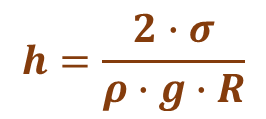 h = 2 · σ / ρ · g · R